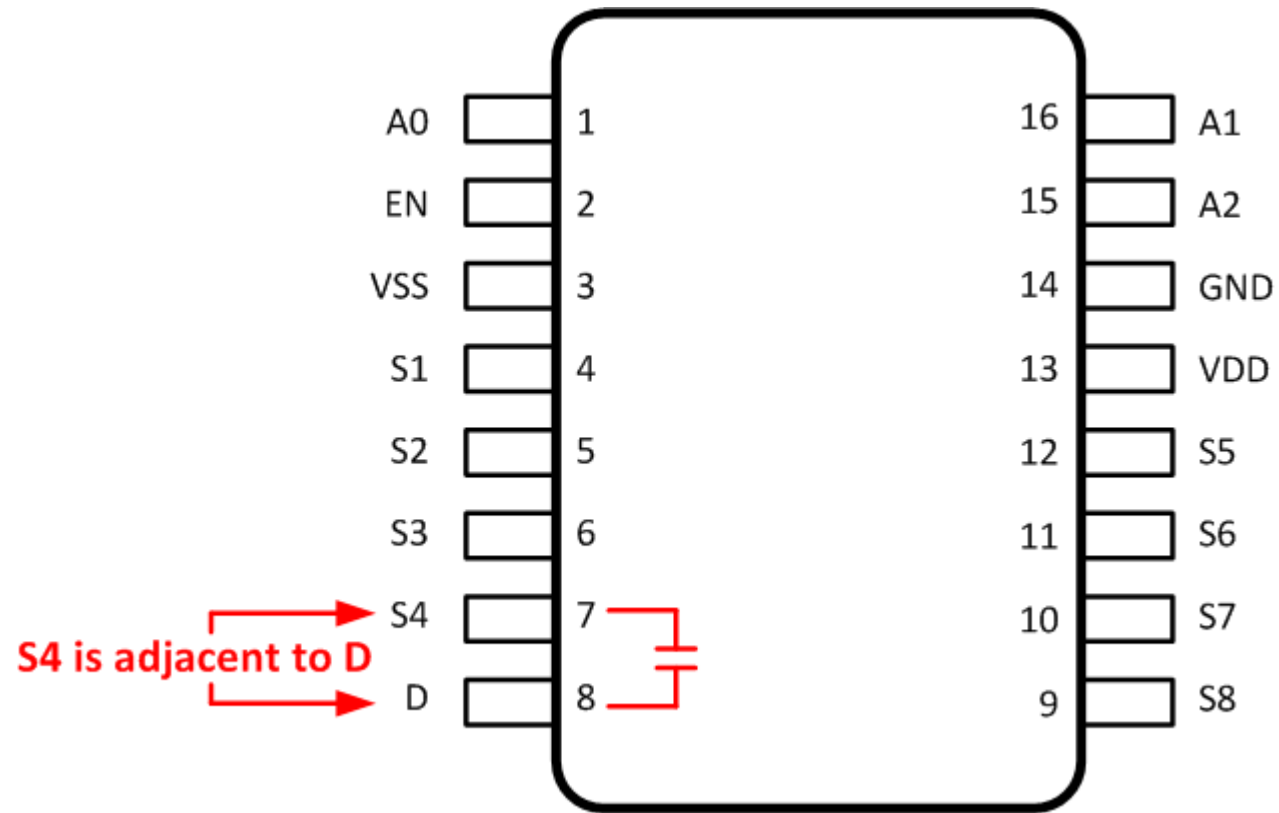 A0 1 16 A1
EN 2 15 A2
VSS 3 14 GND
S1 4 13 VDD
S2 5 12 S5
S3 6 11 S6
S4 7 10 S7
S4 is adjacent to D
D 8 9 S8